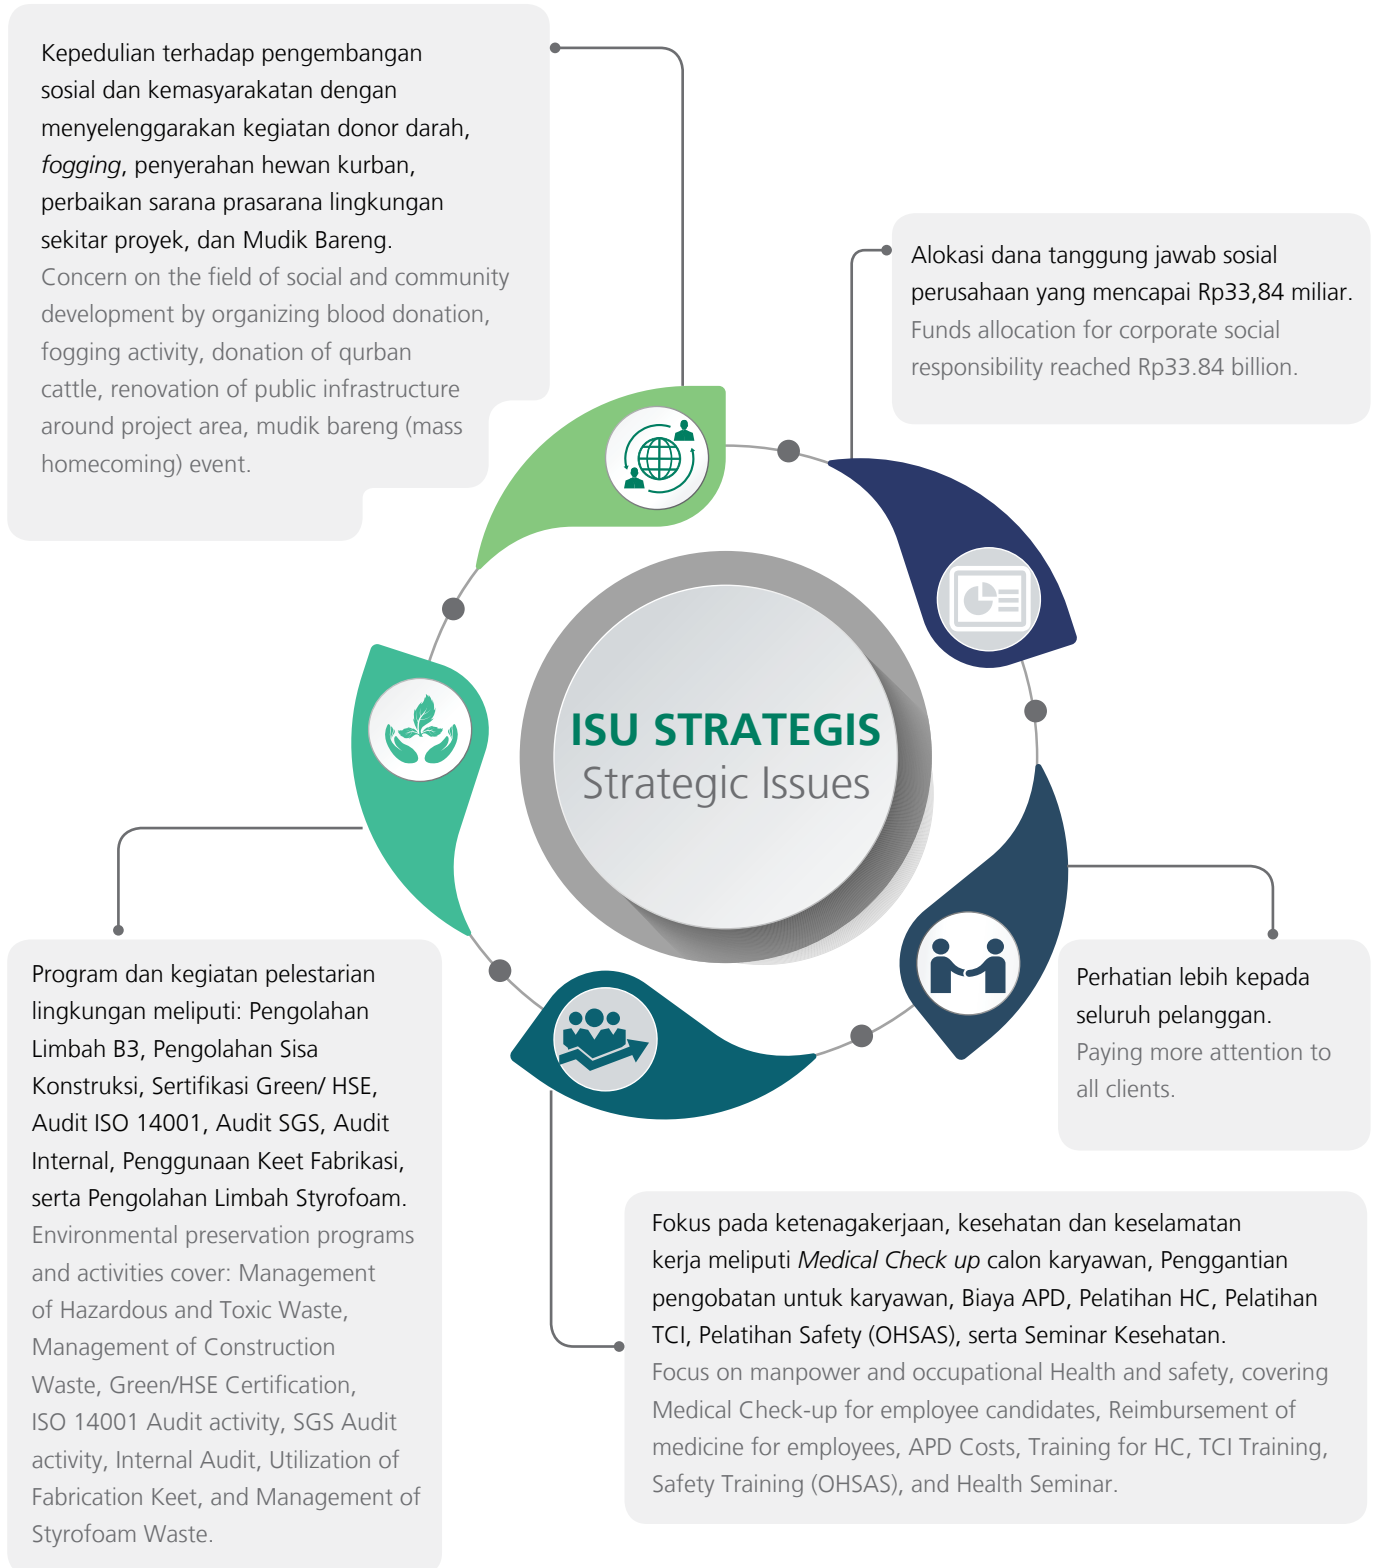 Kepedulian terhadap pengembangan
sosial dan kemasyarakatan dengan
menyelenggarakan kegiatan donor darah,
fogging, penyerahan hewan kurban,
perbaikan sarana prasarana lingkungan
sekitar proyek, dan Mudik Bareng.
Concern on the field of social and community
development by organizing blood donation,
fogging activity, donation of qurban
cattle, renovation of public infrastructure
around project area, mudik bareng (mass
homecoming) event.
Alokasi dana tanggung jawab sosial
perusahaan yang mencapai Rp33,84 miliar.
Funds allocation for corporate social
responsibility reached Rp33.84 billion.
ISU STRATEGIS
Strategic Issues
Program dan kegiatan pelestarian
lingkungan meliputi: Pengolahan
Limbah B3, Pengolahan Sisa
Konstruksi, Sertifikasi Green/ HSE,
Audit ISO 14001, Audit SGS, Audit
Internal, Penggunaan Keet Fabrikasi,
serta Pengolahan Limbah Styrofoam.
Environmental preservation programs
and activities cover: Management
of Hazardous and Toxic Waste,
Management of Construction
Waste, Green/HSE Certification,
ISO 14001 Audit activity, SGS Audit
activity, Internal Audit, Utilization of
Fabrication Keet, and Management of
Styrofoam Waste.
Perhatian lebih kepada
seluruh pelanggan.
Paying more attention to
all clients.
Fokus pada ketenagakerjaan, kesehatan dan keselamatan
kerja meliputi Medical Check up calon karyawan, Penggantian
pengobatan untuk karyawan, Biaya APD, Pelatihan HC, Pelatihan
TCI, Pelatihan Safety (OHSAS), serta Seminar Kesehatan.
Focus on manpower and occupational Health and safety, covering
Medical Check-up for employee candidates, Reimbursement of
medicine for employees, APD Costs, Training for HC, TCI Training,
Safety Training (OHSAS), and Health Seminar.